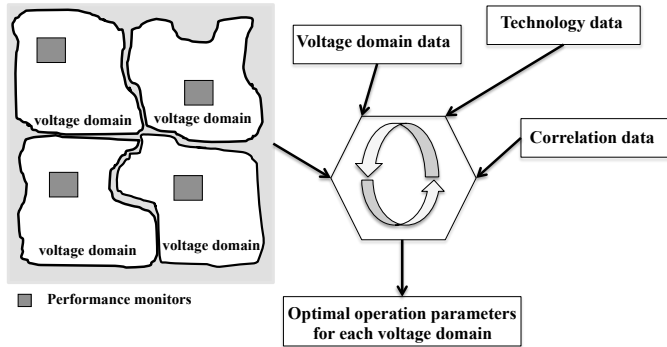 Voltage domain data
Technology data
voltage domain
voltage domain
Correlation data
voltage domain
voltage domain
Performance monitors
Optimal operation parameters
for each voltage domain